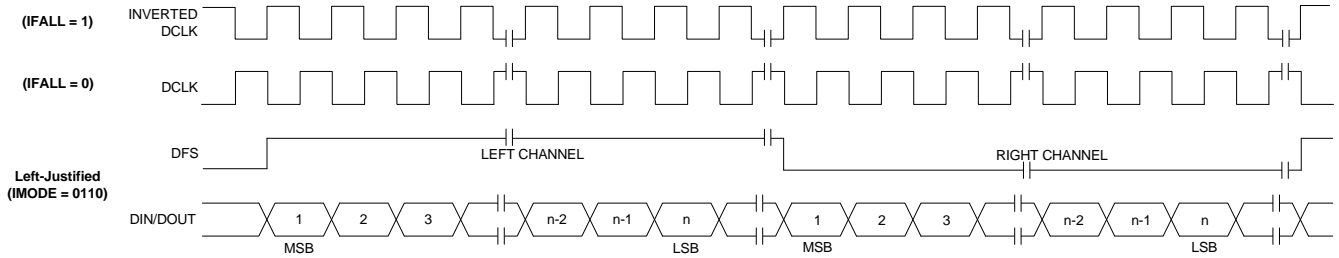 (IFALL = 1)
INVERTED
DCLK
(IFALL = 0)
DCLK
DFS
LEFT CHANNEL
RIGHT CHANNEL
Left-Justified
(IMODE = 0110)
DIN/DOUT
1 2 3 n-2 n-1 n 1 2 3 n-2 n-1 n
MSB LSB MSB LSB